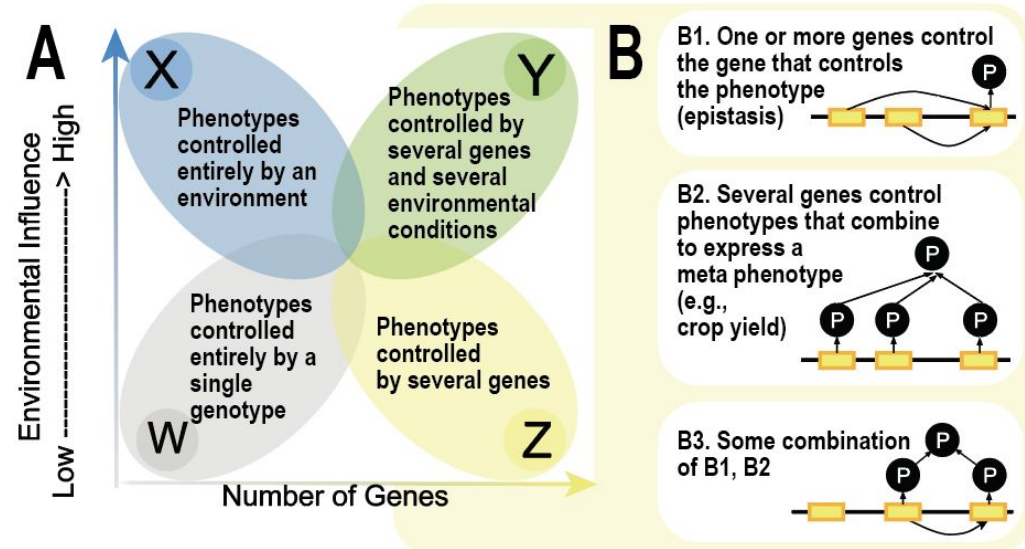 A
X
Phenotypes
controlled
entirely by an
environment
Y
Phenotypes
controlled by
several genes
and several
environmental
conditions
Phenotypes
controlled
entirely by a
single
genotype
W
Phenotypes
controlled
by several genes
Z
Environmental Influence
Low -------------> High
Number of Genes
B
B1. One or more genes control
the gene that controls
the phenotype
(epistasis)
P
B2. Several genes control
phenotypes that combine
to express a
meta phenotype
(e.g.,
crop yield)
P
P
P
P
B3. Some combination
of B1, B2
P
P
P